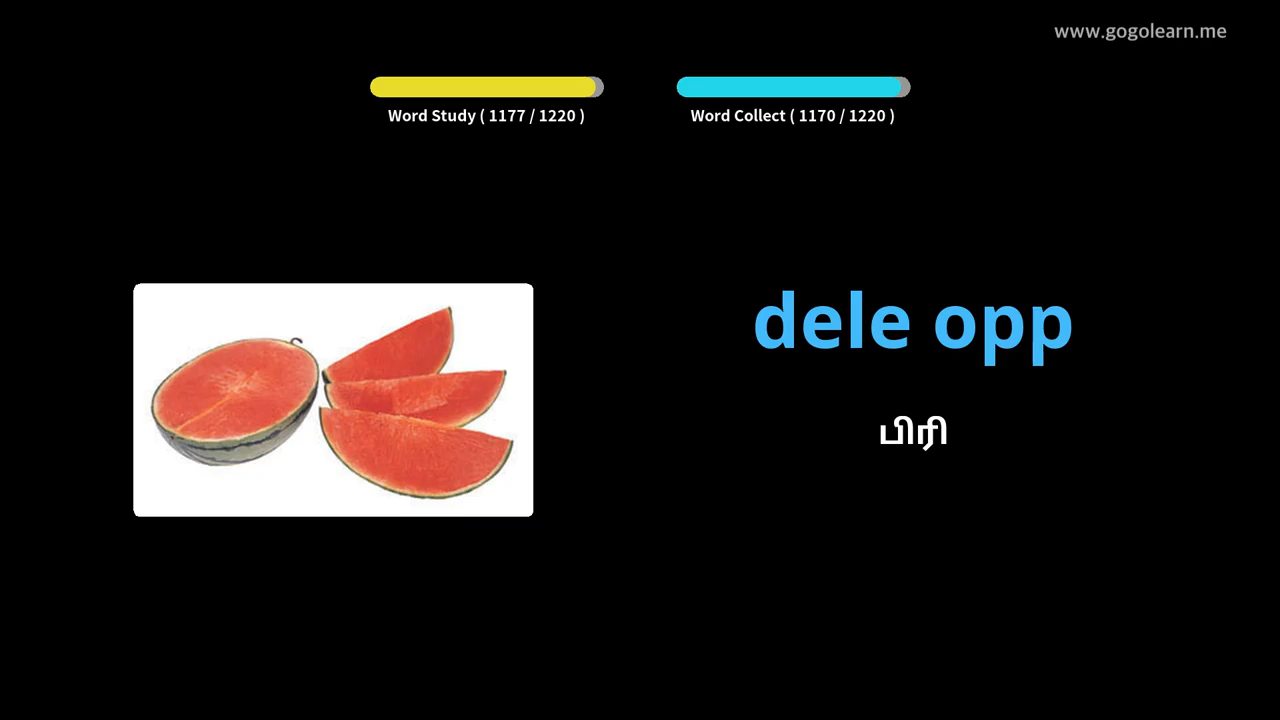 www.gogolearn.me
Word Study ( 1177 / 1220 )
Word Collect ( 1170 / 1220 )
dele opp
பிரி